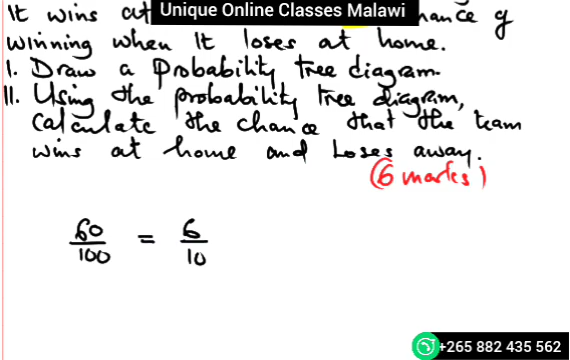 It wins at
Unique Online Classes Malawi
hance of
winning when It loses at home.
I. Draw a Probability Tree diagram.
II. Using the probability Tree diagram,
Calculate the chance that the team
wins at home and Loses away.
(6 marks)
60/100 = 6/10
+265 882 435 562